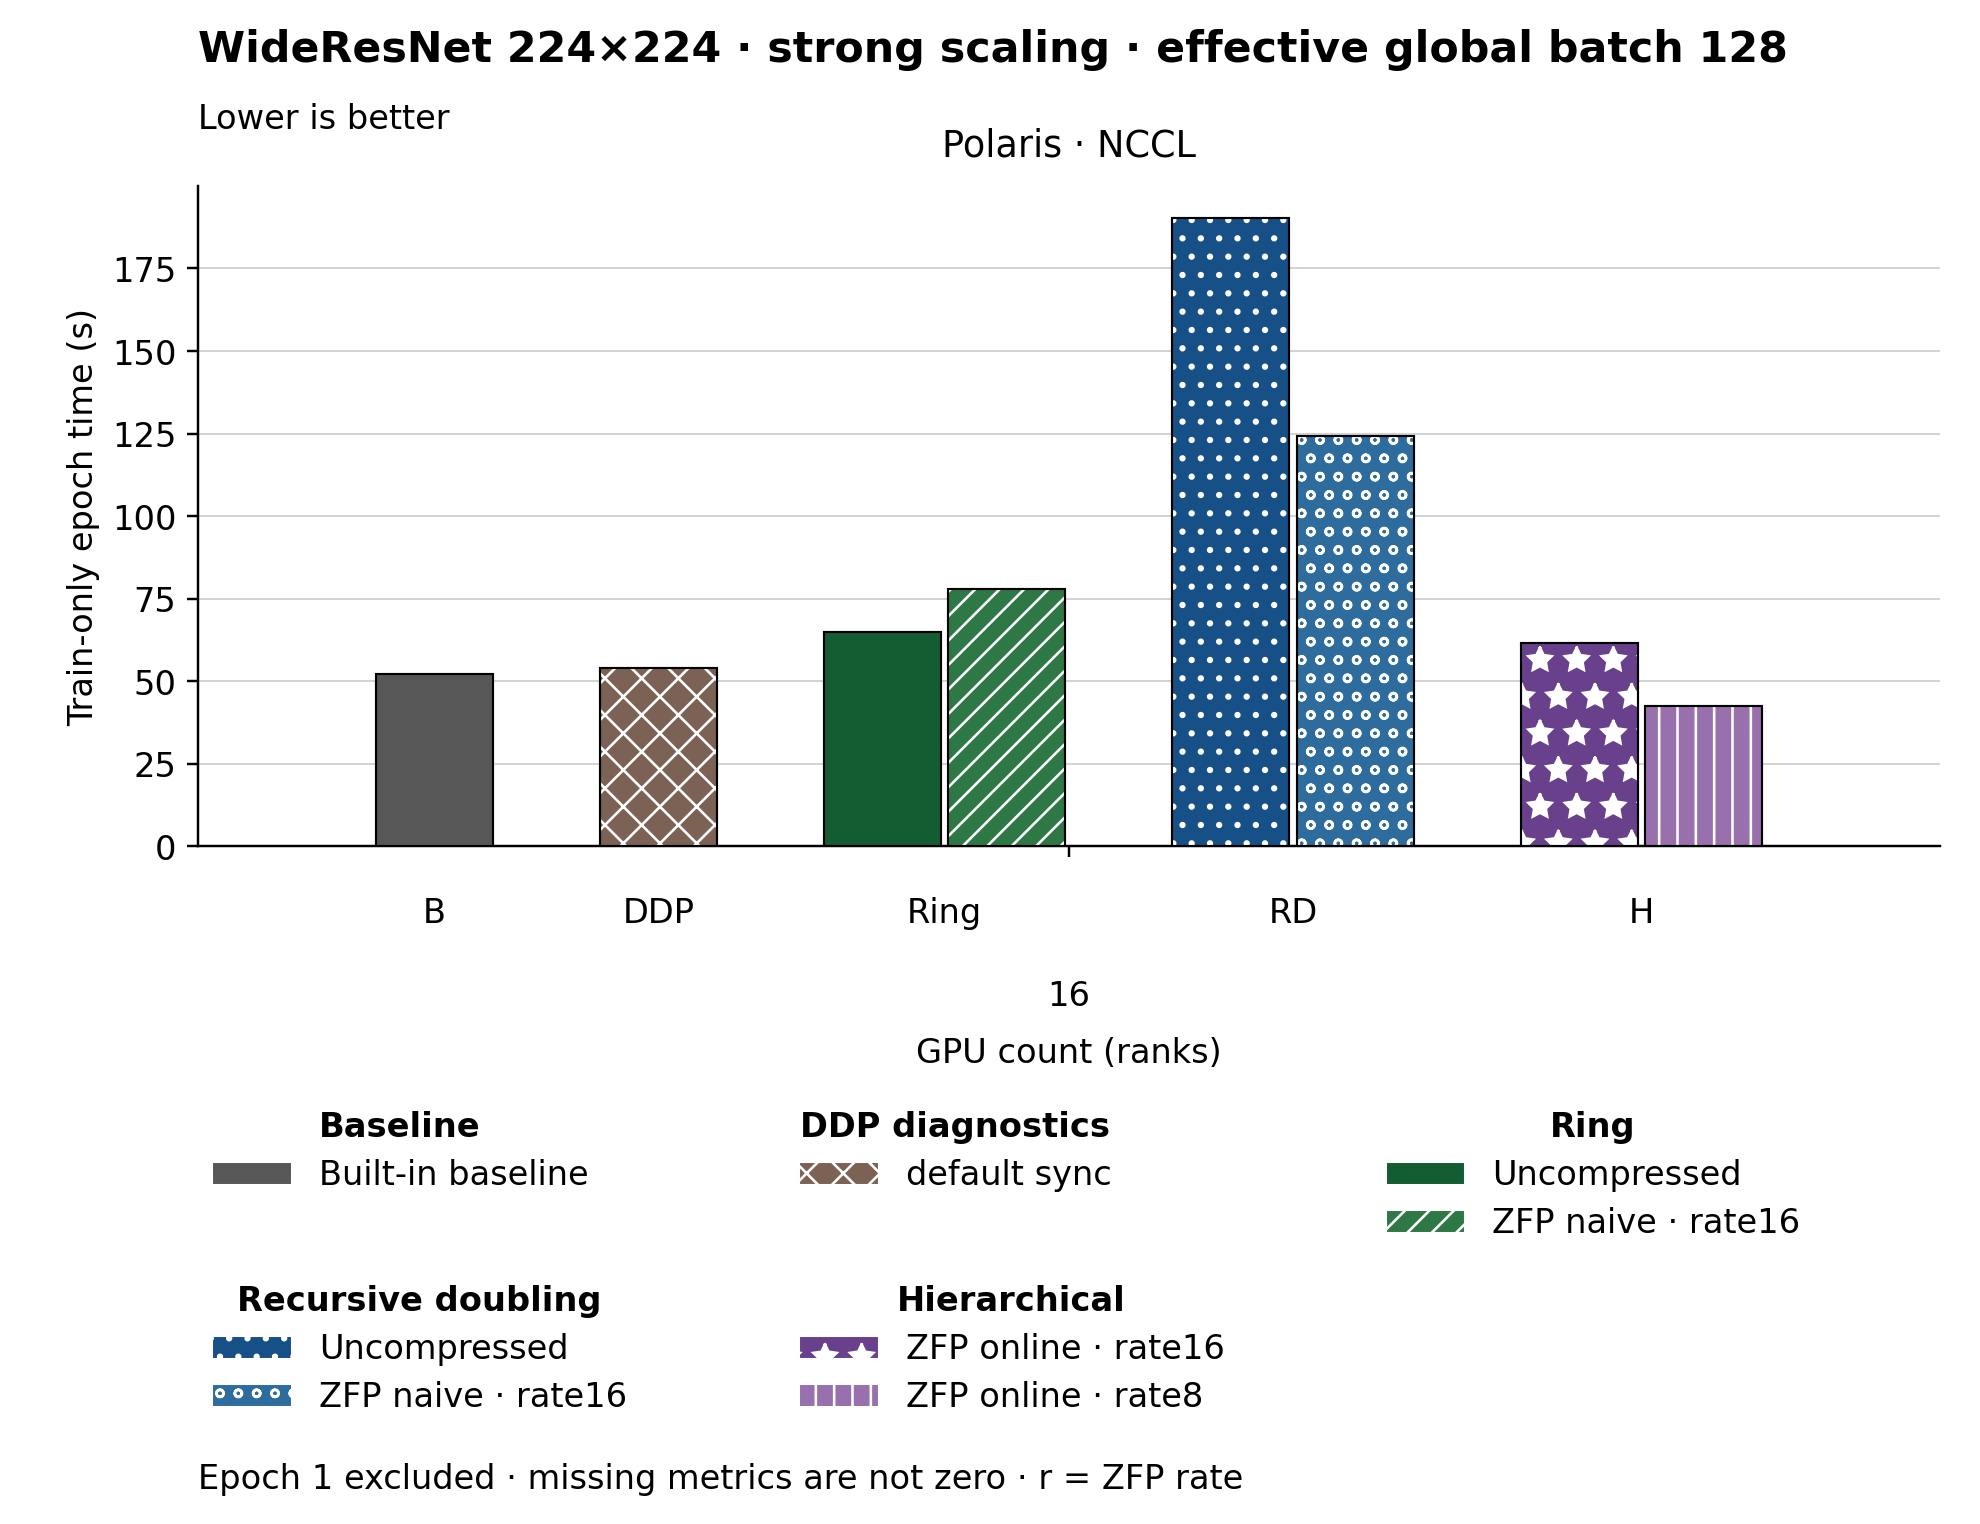 WideResNet 224×224 · strong scaling · effective global batch 128
Lower is better
Polaris · NCCL
Train-only epoch time (s)
175
150
125
100
75
50
25
0
B DDP Ring RD H
16
GPU count (ranks)
Baseline
Built-in baseline
DDP diagnostics
default sync
Ring
Uncompressed
ZFP naive · rate16
Recursive doubling
Uncompressed
ZFP naive · rate16
Hierarchical
ZFP online · rate16
ZFP online · rate8
Epoch 1 excluded · missing metrics are not zero · r = ZFP rate